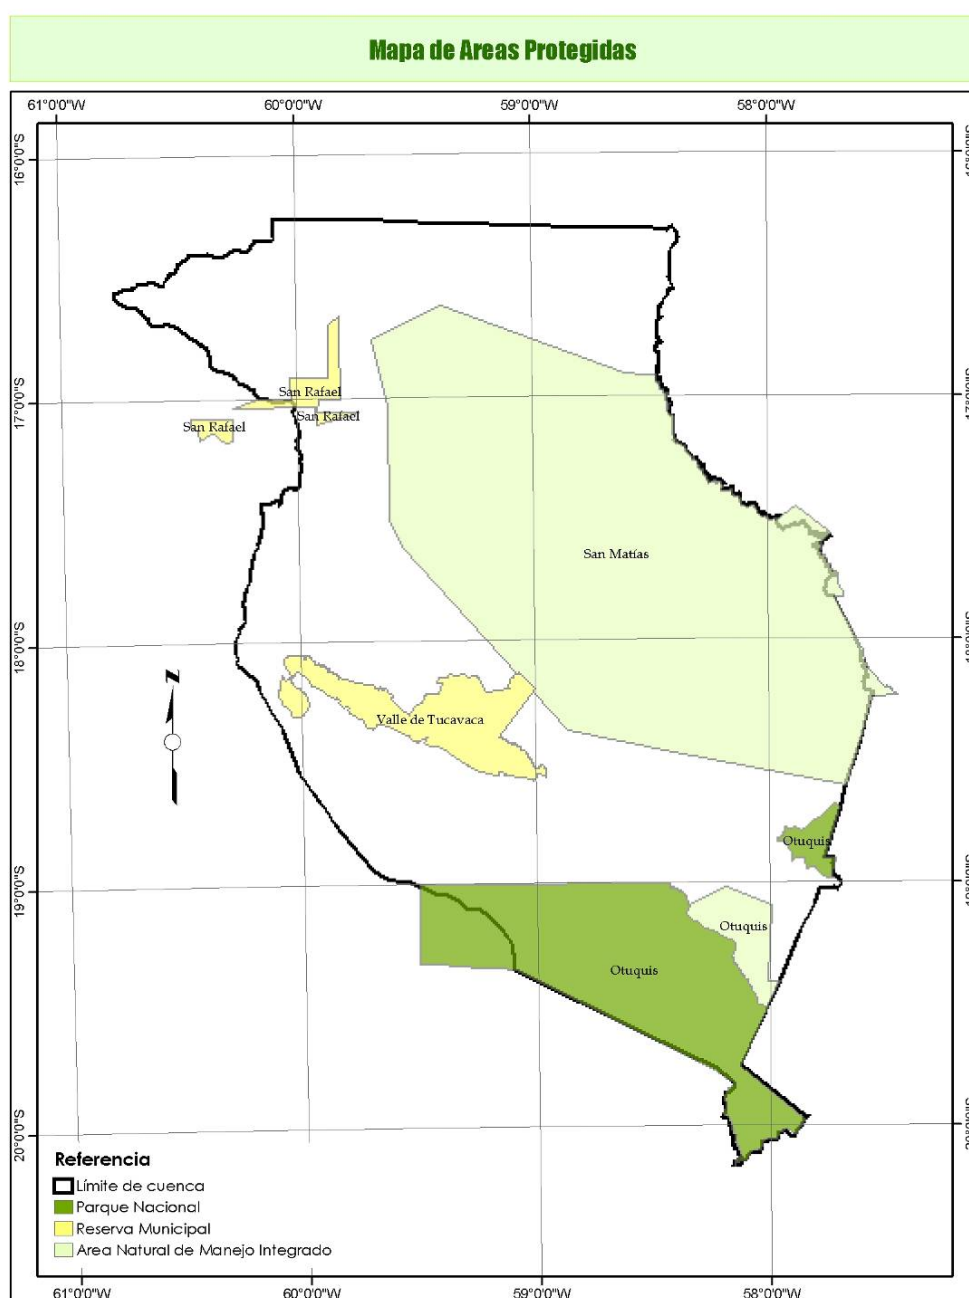 Mapa de Areas Protegidas
61°0'0"W 60°0'0"W 59°0'0"W 58°0'0"W
16°0'0"S
San Rafael
17°0'0"S
San Rafael
San Rafael
San Matías
18°0'0"S
Z
Valle de Tucavaca
Otuquis
19°0'0"S
Otuquis
Otuquis
20°0'0"S
Referencia
Límite de cuenca
Parque Nacional
Reserva Municipal
Area Natural de Manejo Integrado
61°0'0"W 60°0'0"W 59°0'0"W 58°0'0"W